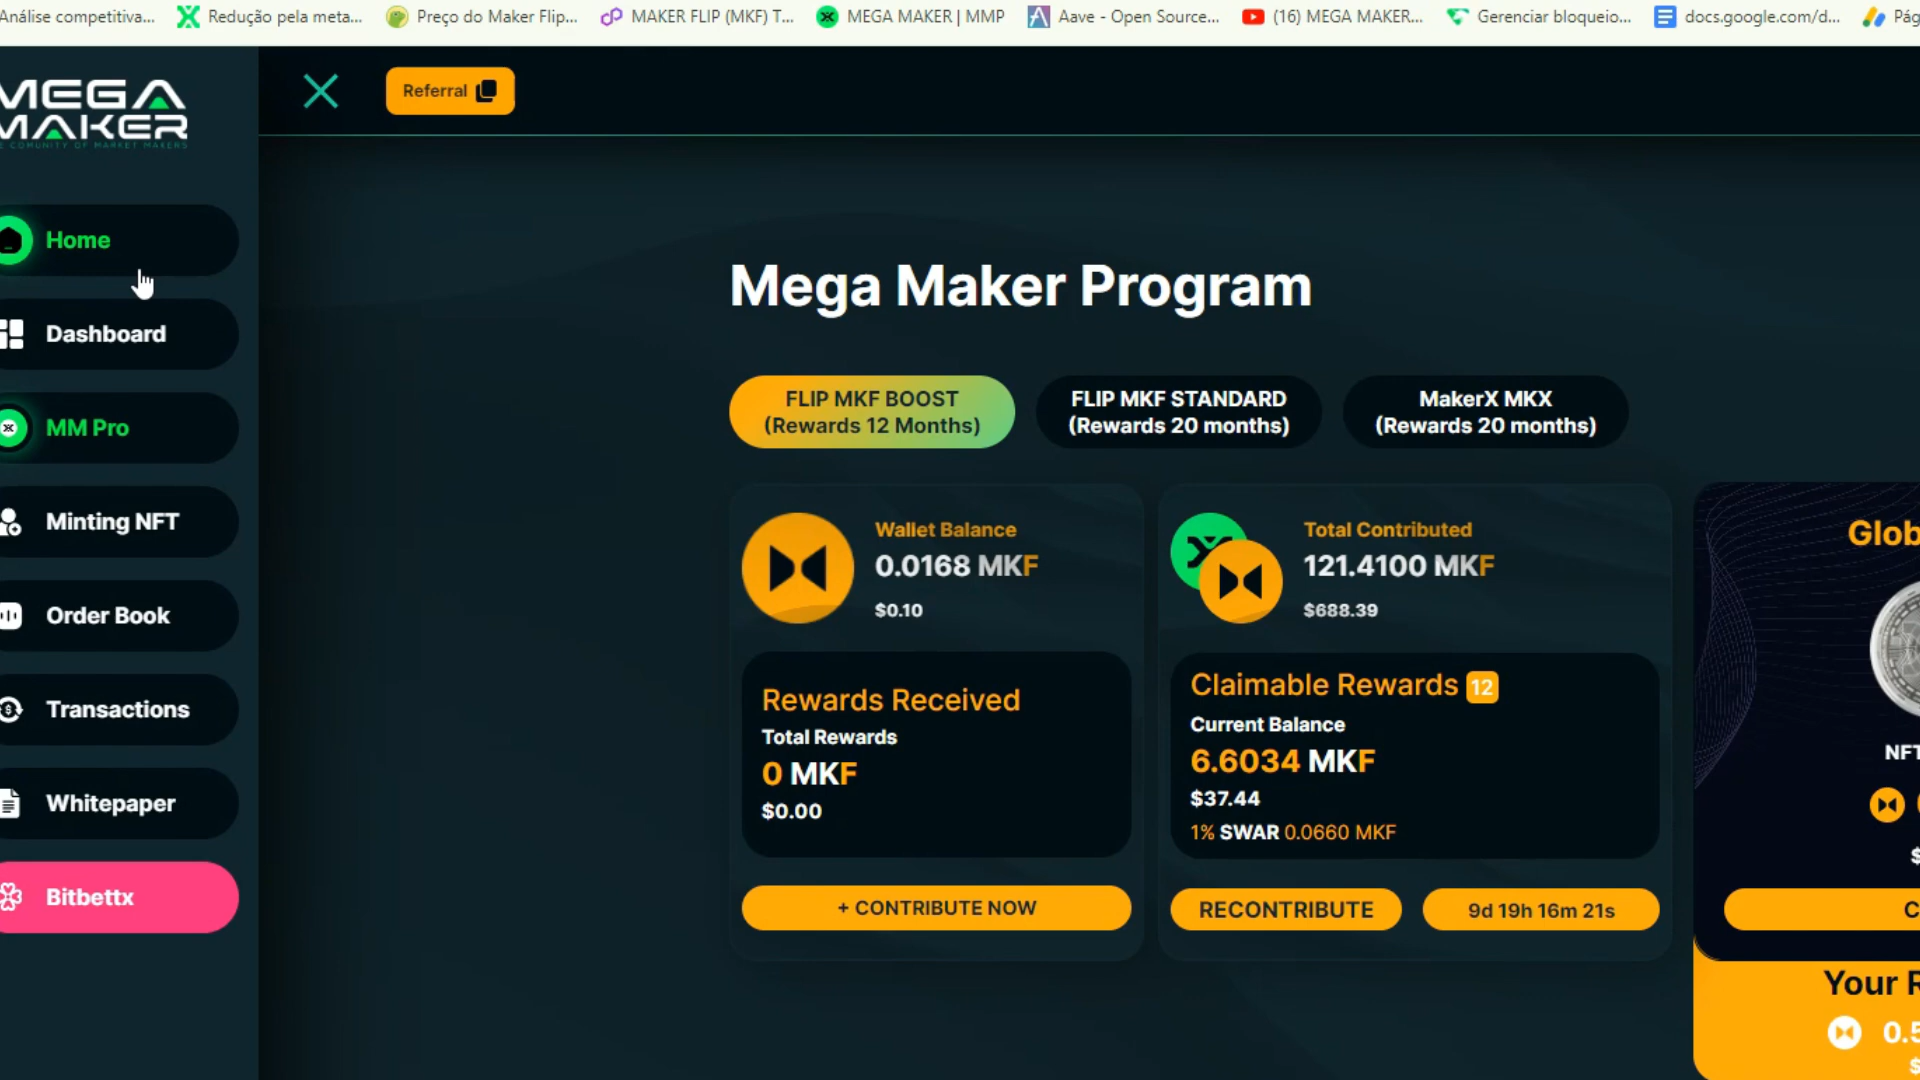 Análise competitiva... Redução pela meta... Preço do Maker Flip... MAKER FLIP (MKF) T... MEGA MAKER | MMP Aave - Open Source... (16) MEGA MAKER... Gerenciar bloqueio... docs.google.com/d... Pág
MEGA
MAKER
COMUNITY OF MARKET MAKERS
Referral
Home
Dashboard
MM Pro
Minting NFT
Order Book
Transactions
Whitepaper
Bitbettx
Mega Maker Program
FLIP MKF BOOST
(Rewards 12 Months)
FLIP MKF STANDARD
(Rewards 20 months)
MakerX MKX
(Rewards 20 months)
Wallet Balance
0.0168 MKF
$0.10
Rewards Received
Total Rewards
0 MKF
$0.00
+ CONTRIBUTE NOW
Total Contributed
121.4100 MKF
$688.39
Claimable Rewards 12
Current Balance
6.6034 MKF
$37.44
1% SWAR 0.0660 MKF
RECONTRIBUTE
9d 19h 16m 21s
Glob
NFT
$
C
Your R
0.5
$